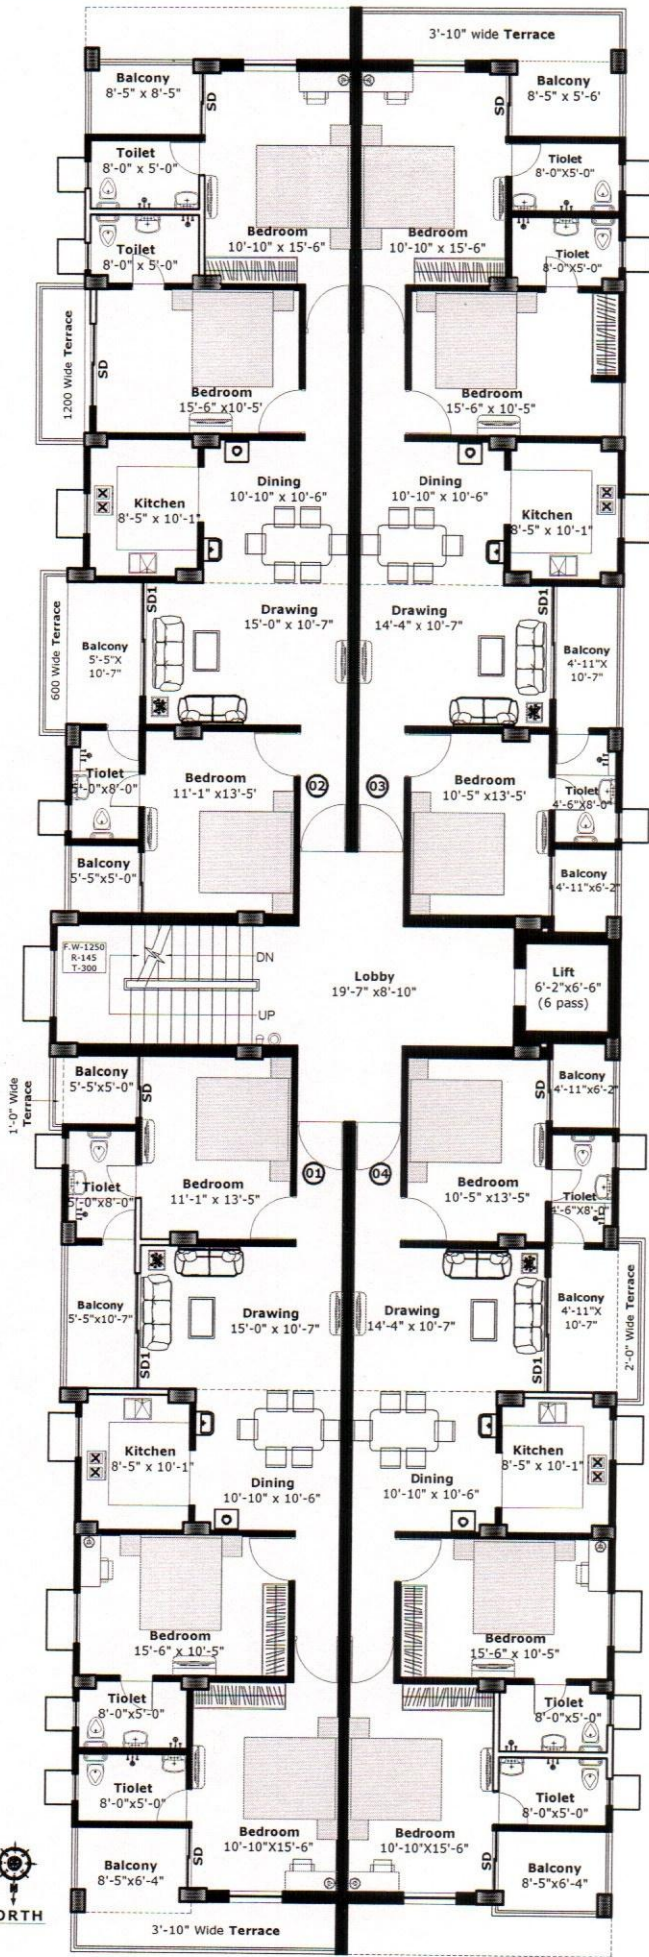 3'-10" wide Terrace
Balcony
8'-5" x 8'-5"
SD
SD
Balcony
8'-5" x 5'-6'
Toilet
8'-0" x 5'-0"
Tiolet
8'-0"X5'-0"
Bedroom
10'-10" x 15'-6"
Bedroom
10'-10" x 15'-6"
Toilet
8'-0" x 5'-0"
Tiolet
8'-0"X5'-0"
1200 Wide Terrace
SD
Bedroom
15'-6" x10'-5'
Bedroom
15'-6" x 10'-5"
Kitchen
8'-5" x 10'-1"
Dining
10'-10" x 10'-6"
Dining
10'-10" x 10'-6"
Kitchen
8'-5" x 10'-1"
600 Wide Terrace
Balcony
5'-5"X
10'-7"
SD1
Drawing
15'-0" x 10'-7"
Drawing
14'-4" x 10'-7"
SD1
Balcony
4'-11"X
10'-7"
Tiolet
5'-0"x8'-0"
Bedroom
11'-1" x13'-5'
02
03
Bedroom
10'-5" x13'-5'
Tiolet
4'-6"X8'-0"
Balcony
5'-5"x5'-0"
Balcony
4'-11"x6'-2"
F.W-1250
R-145
T-300
DN
UP
Lobby
19'-7" x8'-10"
Lift
6'-2"x6'-6"
(6 pass)
1'-0" Wide
Terrace
Balcony
5'-5"x5'-0"
SD
SD
Balcony
4'-11"x6'-2"
Tiolet
5'-0"x8'-0"
Bedroom
11'-1" x 13'-5"
01
04
Bedroom
10'-5" x13'-5"
Tiolet
4'-6"X8'-0"
Balcony
5'-5"x10'-7"
SD1
Drawing
15'-0" x 10'-7"
Drawing
14'-4" x 10'-7"
SD1
Balcony
4'-11"X
10'-7"
2'-0" Wide Terrace
Kitchen
8'-5" x 10'-1"
Dining
10'-10" x 10'-6"
Dining
10'-10" x 10'-6"
Kitchen
8'-5" x 10'-1"
Bedroom
15'-6" x 10'-5"
Bedroom
15'-6" x 10'-5"
Tiolet
8'-0"x5'-0"
Tiolet
8'-0"x5'-0"
Tiolet
8'-0"x5'-0"
Tiolet
8'-0"x5'-0"
Bedroom
10'-10"X15'-6"
Bedroom
10'-10"X15'-6"
Balcony
8'-5"x6'-4"
SD
SD
Balcony
8'-5"x6'-4"
N
ORTH
3'-10" Wide Terrace